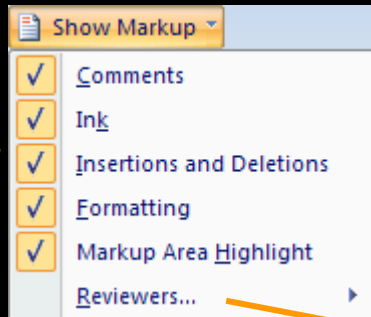 Show Markup
Comments
Ink
Insertions and Deletions
Formatting
Markup Area Highlight
Reviewers...